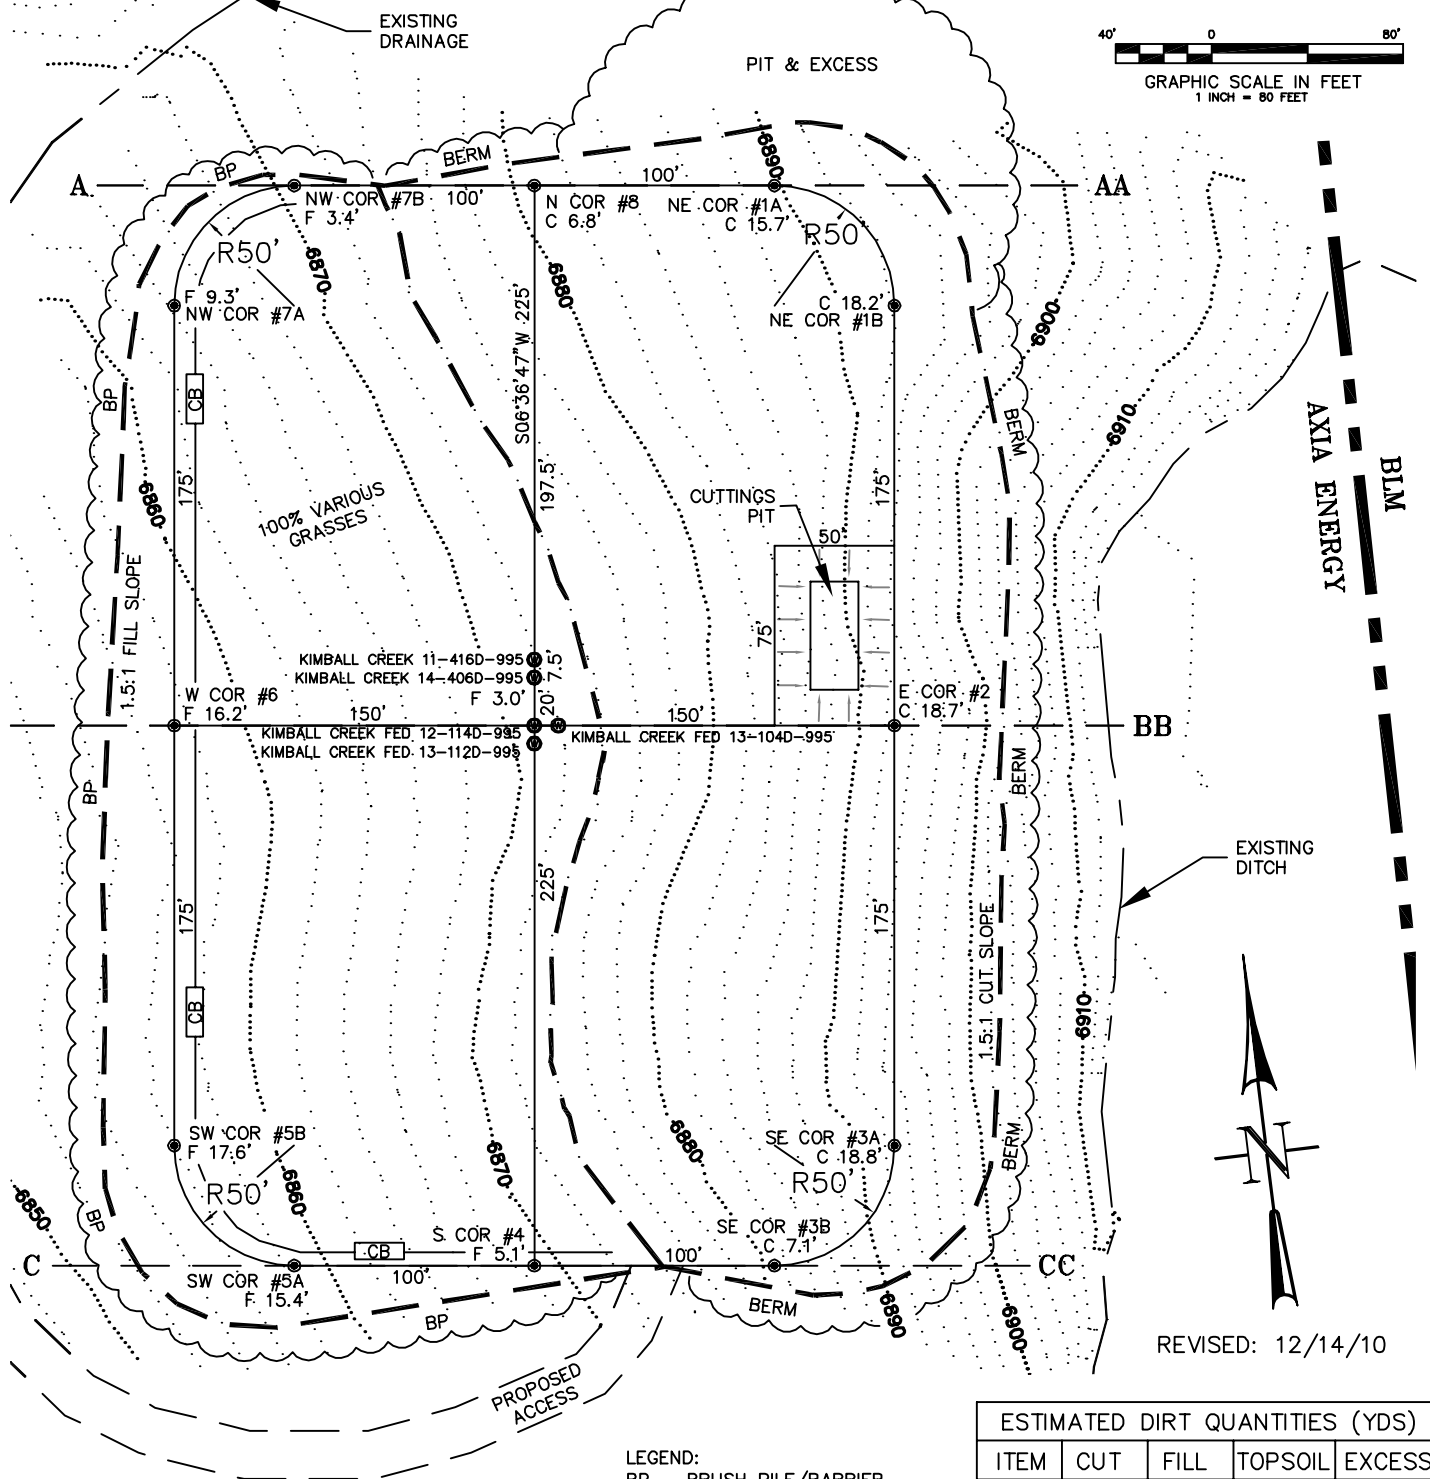 EXISTING
DRAINAGE
PIT & EXCESS
40' 0 80'
GRAPHIC SCALE IN FEET
1 INCH = 80 FEET
6890
BERM
BP
A
100'
100'
AA
NW COR #7B
F 3.4'
N COR #8
C 6.8'
NE COR #1A
C 15.7'
R50'
R50'
6870
6880
F 9.3'
NW COR #7A
C 18.2'
NE COR #1B
6900
S06°36'47"W 225'
CB
BP
BERM
6910
AXIA ENERGY
BLM
175'
197.5'
175'
6860
100% VARIOUS
GRASSES
CUTTINGS
PIT
50'
1.5:1 FILL SLOPE
75'
KIMBALL CREEK 11-416D-995
KIMBALL CREEK 14-406D-995
7.5'
20'
F 3.0'
W COR #6
F 16.2'
E COR #2
C 18.7'
150'
150'
BB
KIMBALL CREEK FED 12-114D-995
KIMBALL CREEK FED 13-112D-995
KIMBALL CREEK FED 13-104D-995
BP
BERM
EXISTING
DITCH
175'
225'
175'
1.5:1 CUT SLOPE
CB
6910
SW COR #5B
F 17.6'
6860
6870
6880
SE COR #3A
C 18.8'
BERM
R50'
R50'
N
6850
BP
S COR #4
F 5.1'
SE COR #3B
C 7.1'
CB
C
100'
100'
CC
SW COR #5A
F 15.4'
BP
BERM
6890
6900
REVISED: 12/14/10
PROPOSED
ACCESS
ESTIMATED DIRT QUANTITIES (YDS)
ITEM CUT FILL TOPSOIL EXCESS
LEGEND:
BP BRUSH PILE/BARRIER